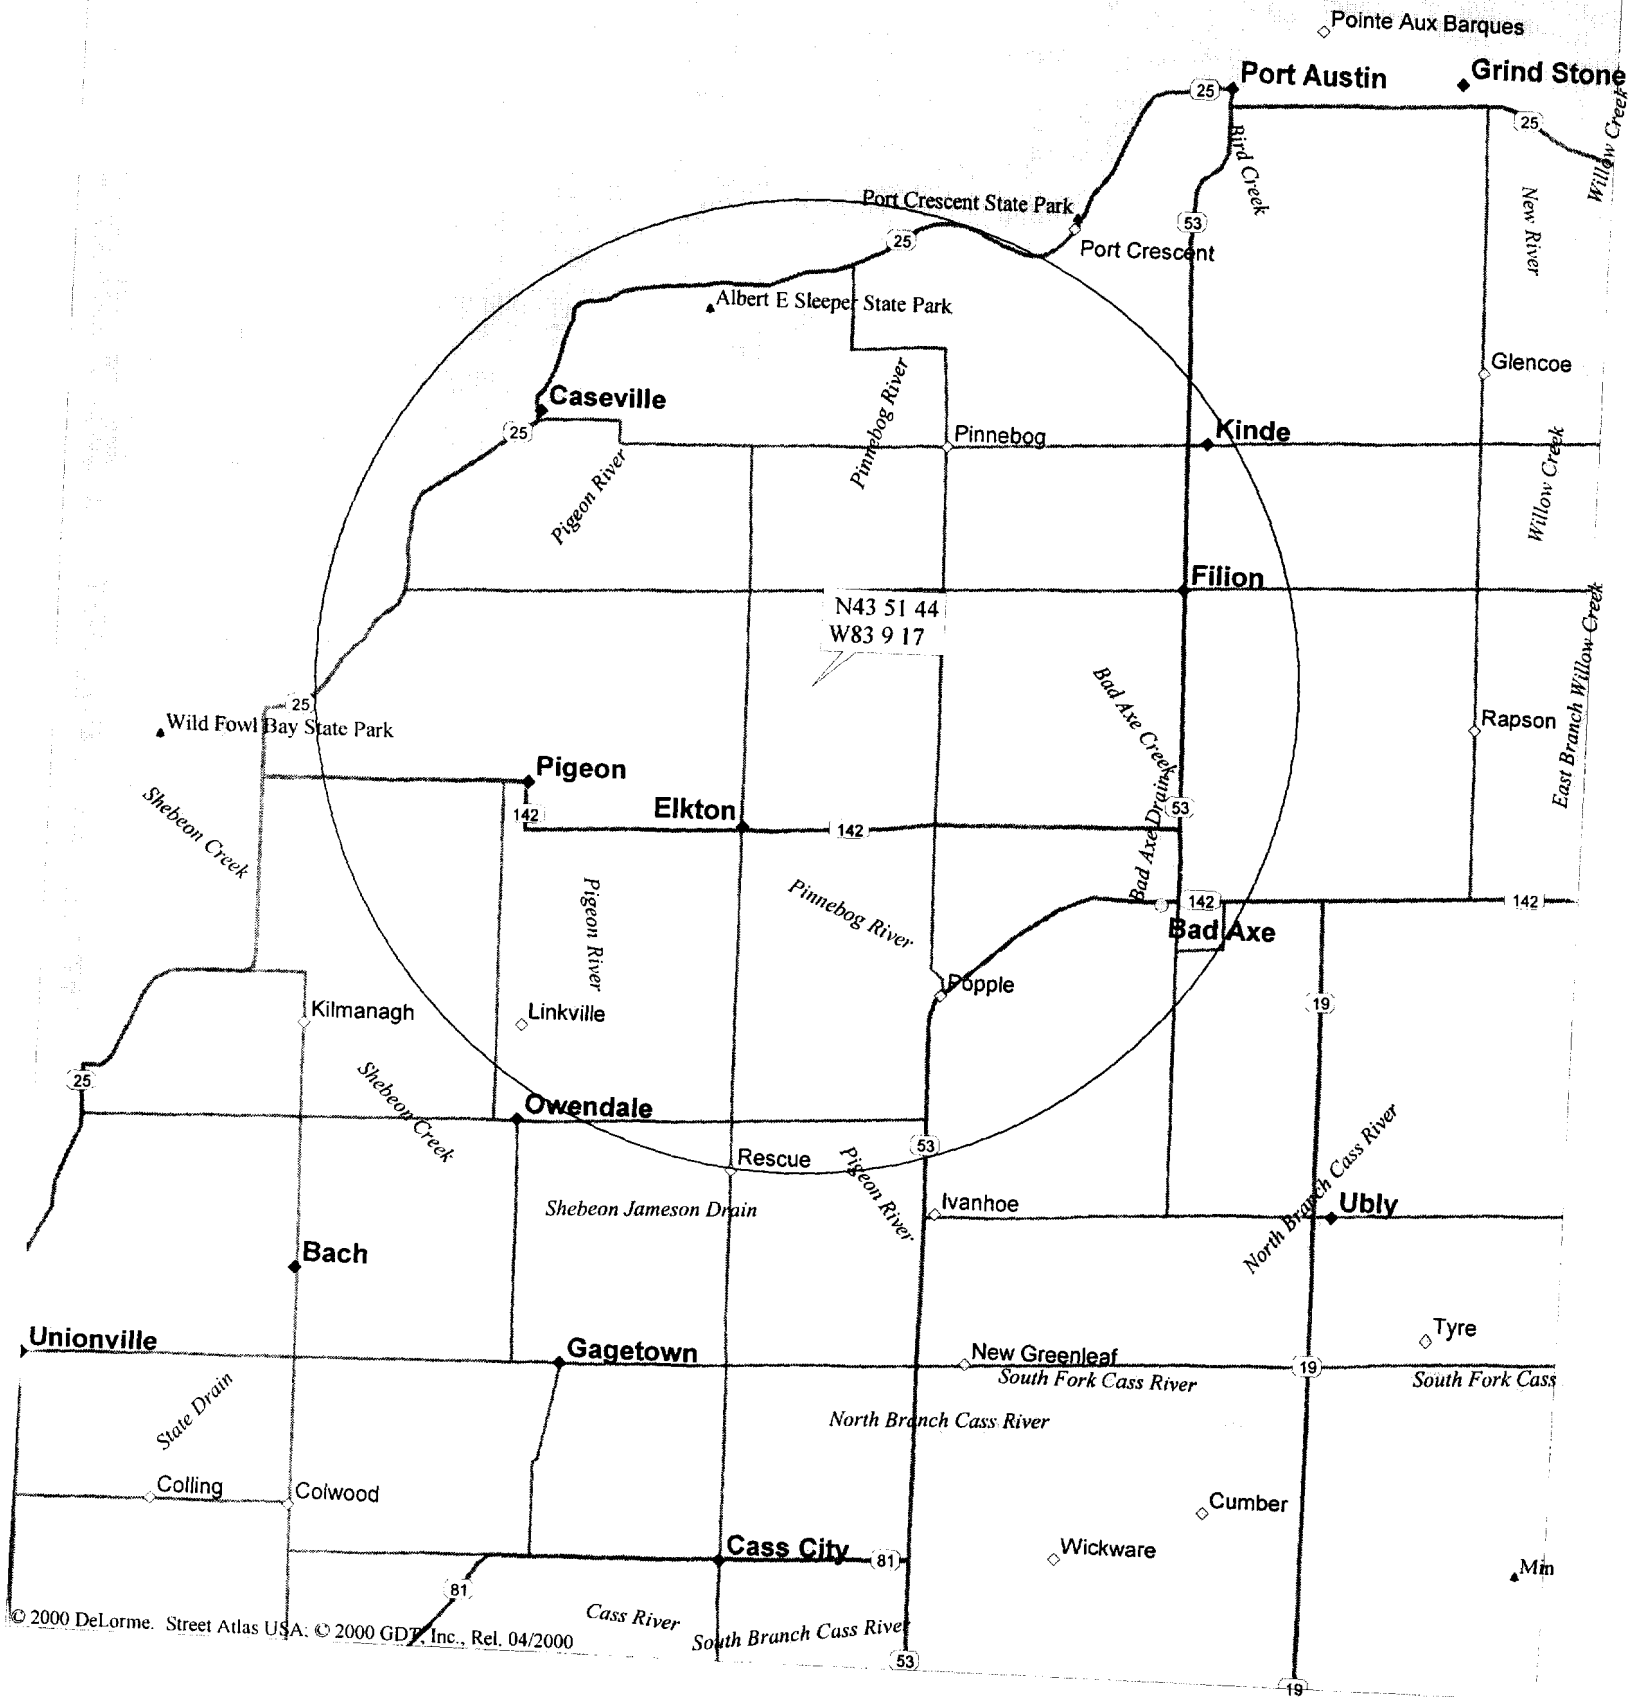 Pointe Aux Barques
Port Austin
Grind Stone
25
25
Bird Creek
Willow Creek
New River
Port Crescent State Park
53
25
Port Crescent
Albert E Sleeper State Park
Glencoe
Pinnebog River
Caseville
25
Pinnebog
Kinde
Pigeon River
Willow Creek
Filion
N43 51 44
W83 9 17
East Branch Willow Creek
Bad Axe Creek
25
Wild Fowl Bay State Park
Rapson
Pigeon
Shebeon Creek
142
Elkton
142
53
Bad Axe Drain
Pigeon River
Pinnebog River
142
142
Bad Axe
Popple
19
Kilmanagh
Linkville
25
Shebeon Creek
Owendale
53
Rescue
Pigeon River
North Branch Cass River
Shebeon Jameson Drain
Ivanhoe
Ubly
Bach
Unionville
Gagetown
New Greenleaf
Tyre
19
South Fork Cass River
South Fork Cass
State Drain
North Branch Cass River
Colling
Colwood
Cumber
Cass City
81
Wickware
Min
81
© 2000 DeLorme. Street Atlas USA; © 2000 GDT, Inc., Rel. 04/2000
Cass River
South Branch Cass River
53
19